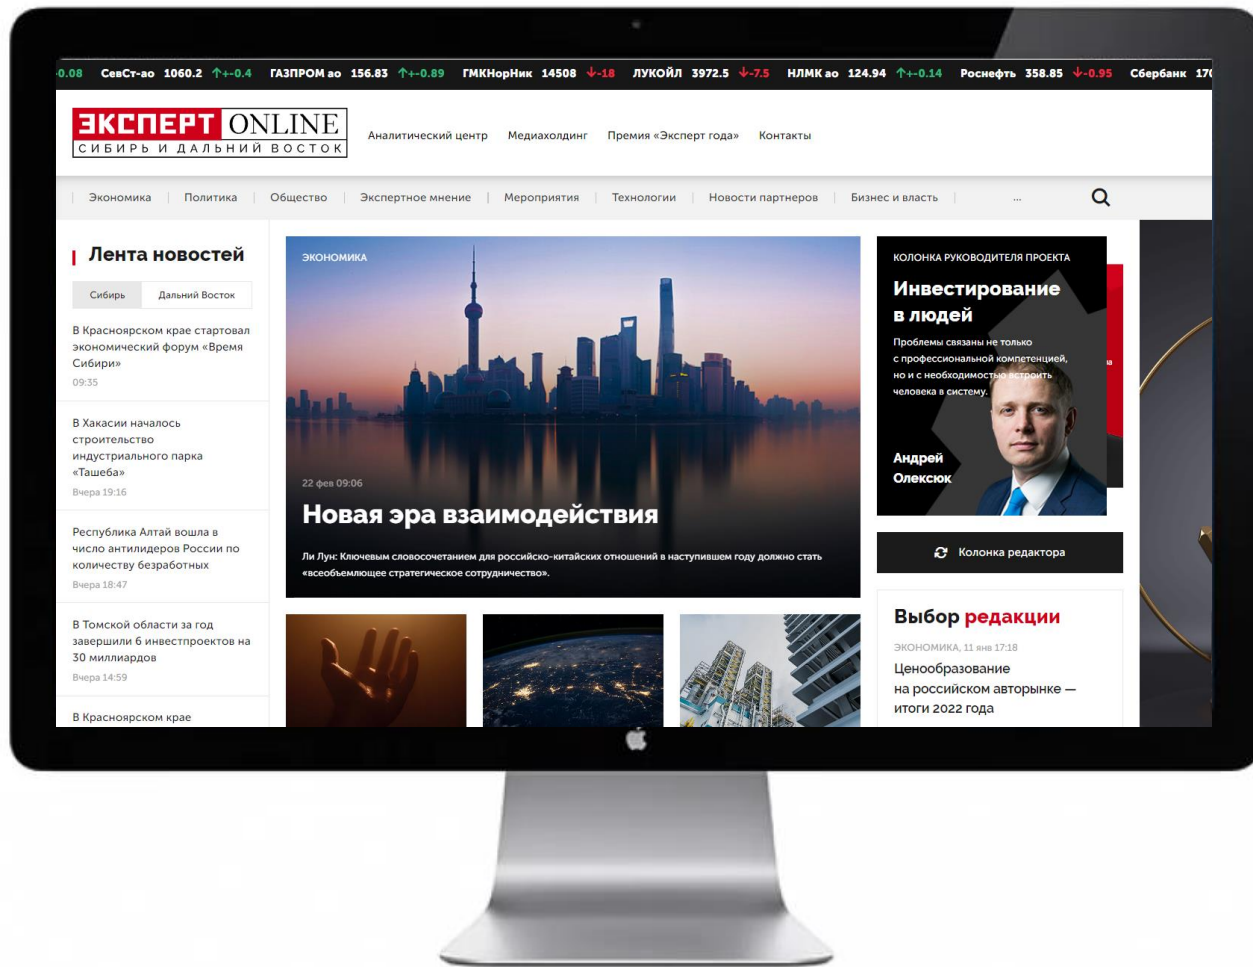 -0.08 СевСт-ао 1060.2 ↑+-0.4 ГАЗПРОМ ао 156.83 ↑+-0.89 ГМКНорНик 14508 ↓-18 ЛУКОЙЛ 3972.5 ↓-7.5 НЛМК ао 124.94 ↑+-0.14 Роснефть 358.85 ↓-0.95 Сбербанк
ЭКСПЕРТ ONLINE
СИБИРЬ И ДАЛЬНИЙ ВОСТОК
Аналитический центр Медиахолдинг Премия «Эксперт года» Контакты
Экономика | Политика | Общество | Экспертное мнение | Мероприятия | Технологии | Новости партнеров | Бизнес и власть | ...
Лента новостей
Сибирь Дальний Восток
В Красноярском крае стартовал
экономический форум «Время
Сибири»
09:35
В Хакасии началось
строительство
индустриального парка
«Ташеба»
Вчера 19:16
Республика Алтай вошла в
число антилидеров России по
количеству безработных
Вчера 18:47
В Томской области за год
завершили 6 инвестпроектов на
30 миллиардов
Вчера 14:59
В Красноярском крае
ЭКОНОМИКА
22 фев 09:06
Новая эра взаимодействия
Ли Лун: Ключевым словосочетанием для российско-китайских отношений в наступившем году должно стать
«всеобъемлющее стратегическое сотрудничество».
КОЛОНКА РУКОВОДИТЕЛЯ ПРОЕКТА
Инвестирование
в людей
Проблемы связаны не только
с профессиональной компетенцией,
но и с необходимостью встроить
человека в систему.
Андрей
Олексюк
Колонка редактора
Выбор редакции
ЭКОНОМИКА, 11 янв 17:18
Ценообразование
на российском авторынке —
итоги 2022 года